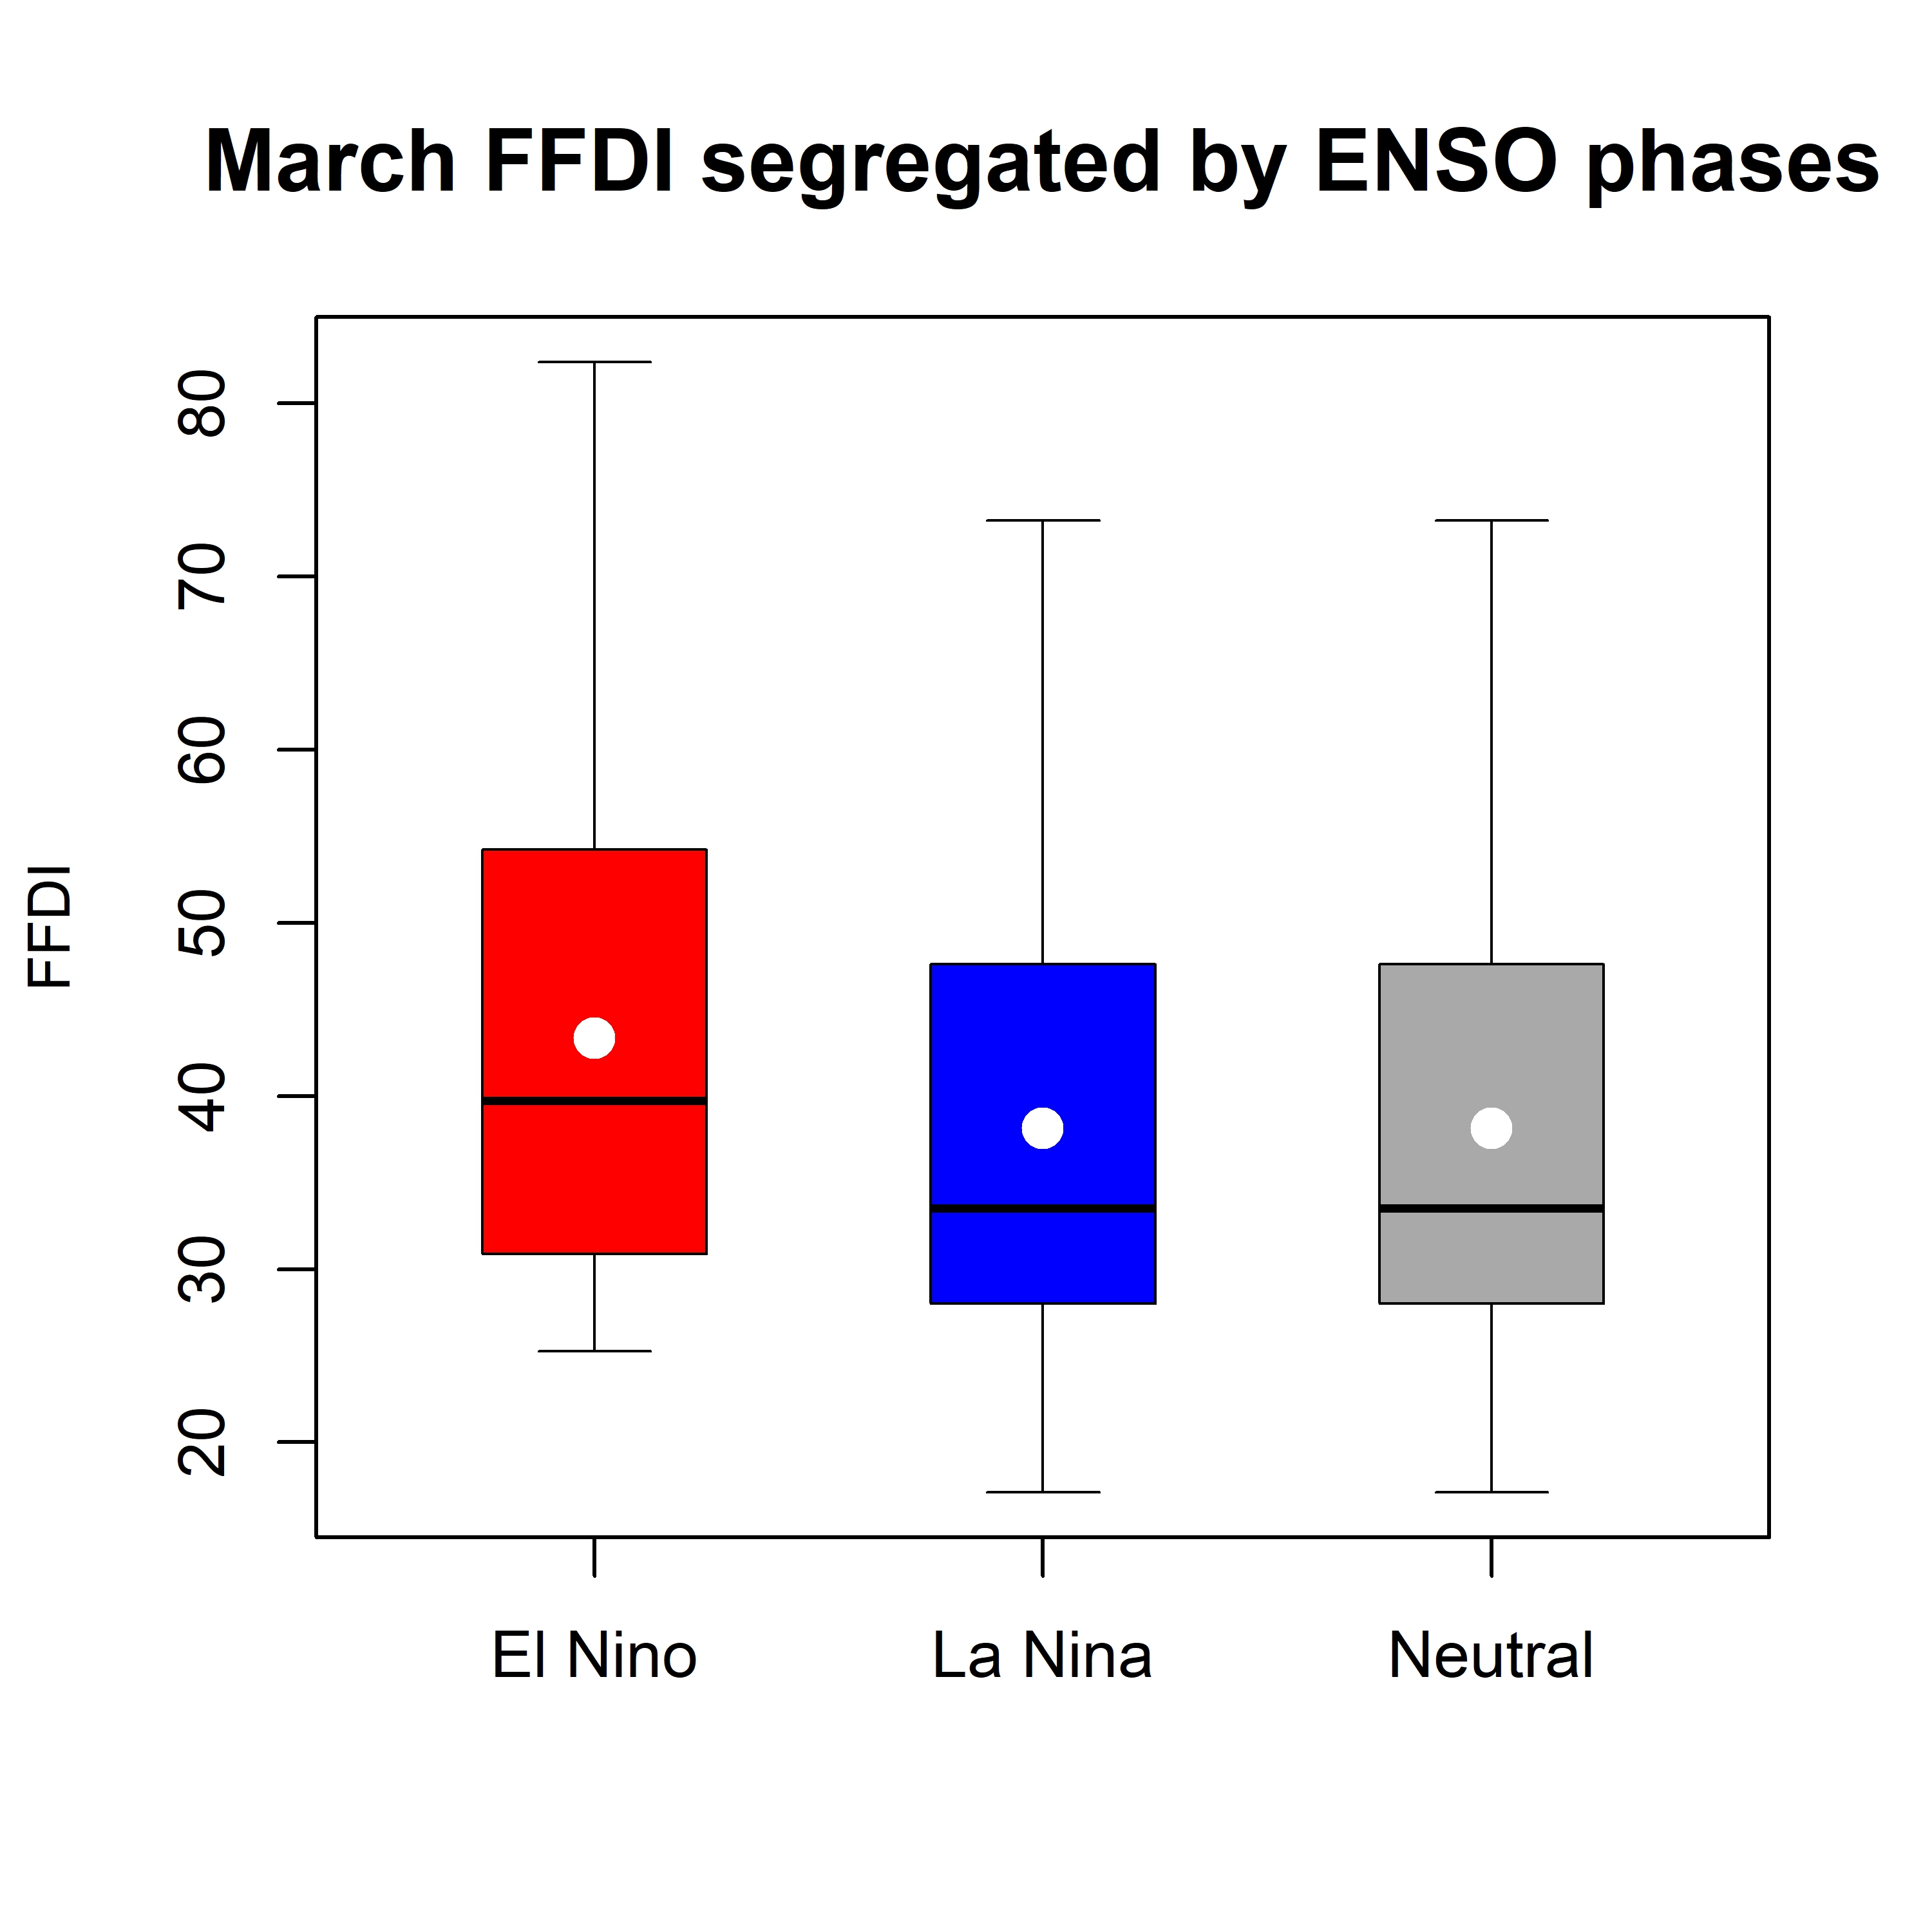 March FFDI segregated by ENSO phases
FFDI
80
70
60
50
40
30
20
El Nino
La Nina
Neutral